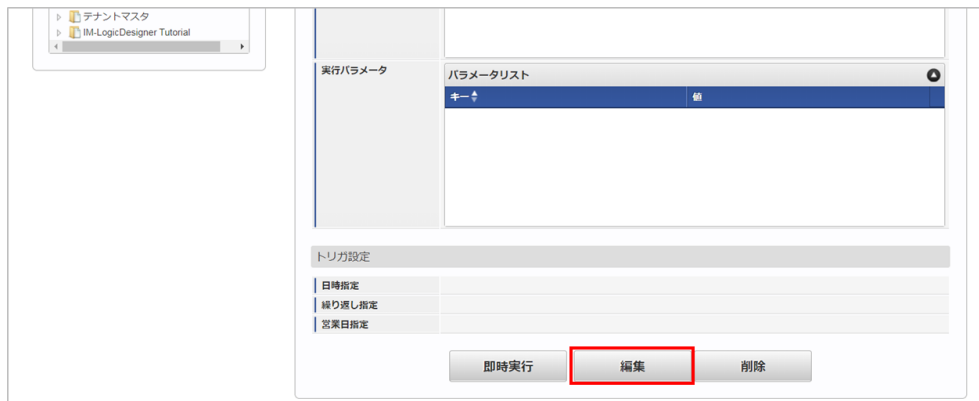 テナントマスタ
IM-LogicDesigner Tutorial
実行パラメータ
パラメータリスト
キー 値
トリガ設定
日時指定
繰り返し指定
営業日指定
即時実行 編集 削除